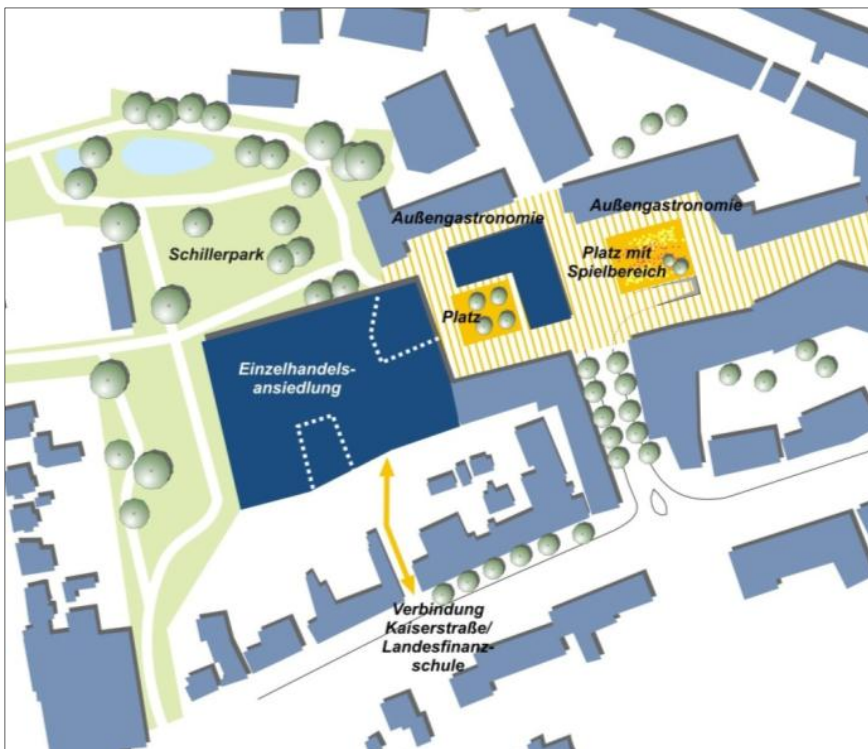 Außengastronomie
Außengastronomie
Schillerpark
Platz mit
Spielbereich
Platz
Einzelhandels-
ansiedlung
Verbindung
Kaiserstraße/
Landesfinanz-
schule